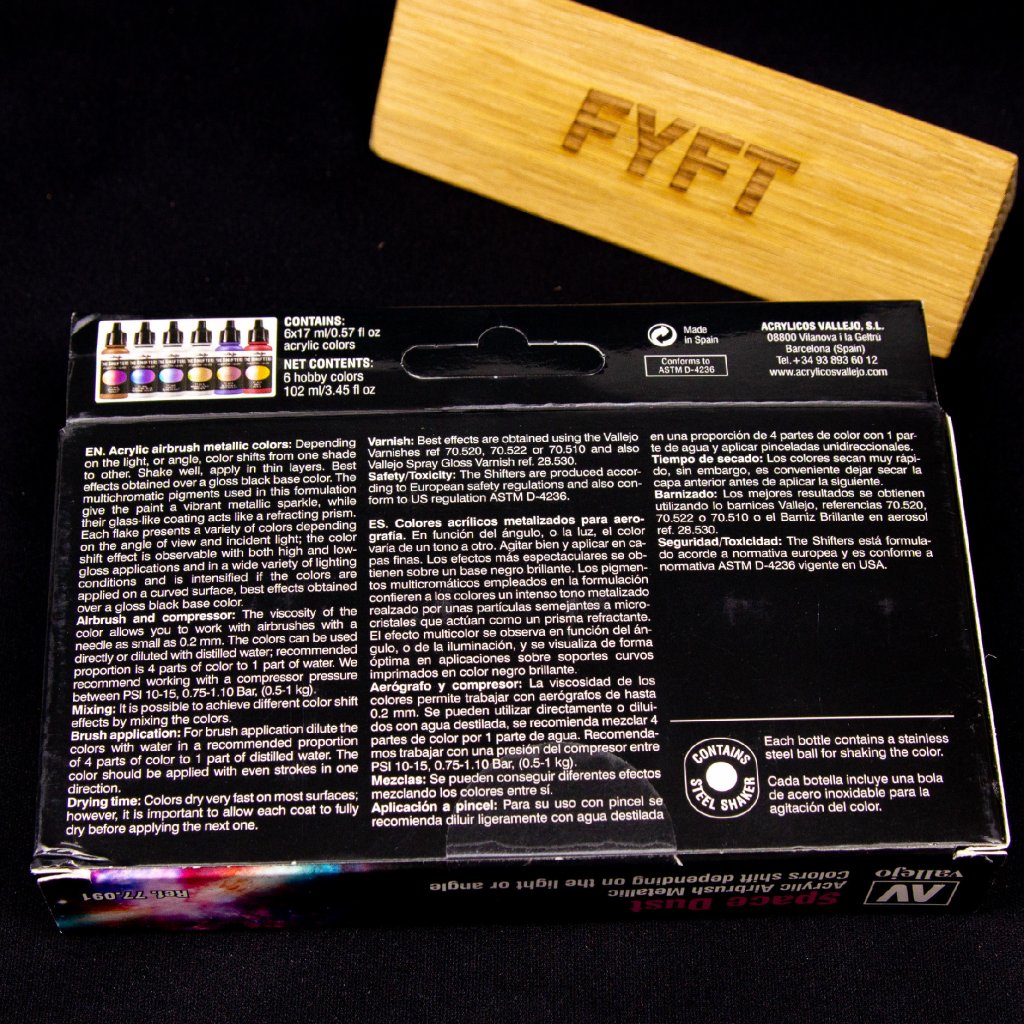 FYFT
CONTAINS:
6x17 ml/0.57 fl oz
acrylic colors
NET CONTENTS:
6 hobby colors
102 ml/3.45 fl oz
Made
in Spain
Conforms to
ASTM D-4236
ACRYLICOS VALLEJO, S.L.
08800 Vilanova i la Geltrú
Barcelona (Spain)
Tel.+34 93 893 60 12
www.acrylicosvallejo.com
EN. Acrylic airbrush metallic colors: Depending
on the light, or angle, color shifts from one shade
to other. Shake well, apply in thin layers. Best
effects obtained over a gloss black base color. The
multichromatic pigments used in this formulation
give the paint a vibrant metallic sparkle, while
their glass-like coating acts like a refracting prism.
Each flake presents a variety of colors depending
on the angle of view and incident light; the color
shift effect is observable with both high and low-
gloss applications and in a wide variety of lighting
conditions and is intensified if the colors are
applied on a curved surface, best effects obtained
over a gloss black base color.
Airbrush and compressor: The viscosity of the
color allows you to work with airbrushes with a
needle as small as 0.2 mm. The colors can be used
directly or diluted with distilled water; recommended
proportion is 4 parts of color to 1 part of water. We
recommend working with a compressor pressure
between PSI 10-15, 0.75-1.10 Bar, (0.5-1 kg).
Mixing: It is possible to achieve different color shift
effects by mixing the colors.
Brush application: For brush application dilute the
colors with water in a recommended proportion
of 4 parts of color to 1 part of distilled water. The
color should be applied with even strokes in one
direction.
Drying time: Colors dry very fast on most surfaces;
however, it is important to allow each coat to fully
dry before applying the next one.
Varnish: Best effects are obtained using the Vallejo
Varnishes ref 70.520, 70.522 or 70.510 and also
Vallejo Spray Gloss Varnish ref. 28.530.
Safety/Toxicity: The Shifters are produced accor-
ding to European safety regulations and also con-
form to US regulation ASTM D-4236.
ES. Colores acrílicos metalizados para aero-
grafía. En función del ángulo, o la luz, el color
varía de un tono a otro. Agitar bien y aplicar en ca-
pas finas. Los efectos más espectaculares se ob-
tienen sobre un base negro brillante. Los pigmen-
tos multicromáticos empleados en la formulación
confieren a los colores un intenso tono metalizado
realzado por unas partículas semejantes a micro-
cristales que actúan como un prisma refractante.
El efecto multicolor se observa en función del án-
gulo, o de la iluminación, y se visualiza de forma
óptima en aplicaciones sobre soportes curvos
imprimados en color negro brillante.
Aerógrafo y compresor: La viscosidad de los
colores permite trabajar con aerógrafos de hasta
0.2 mm. Se pueden utilizar directamente o dilui-
dos con agua destilada, se recomienda mezclar 4
partes de color por 1 parte de agua. Recomenda-
mos trabajar con una presión del compresor entre
PSI 10-15, 0.75-1.10 Bar, (0.5-1 kg).
Mezclas: Se pueden conseguir diferentes efectos
mezclando los colores entre sí.
Aplicación a pincel: Para su uso con pincel se
recomienda diluir ligeramente con agua destilada
en una proporción de 4 partes de color con 1 par-
te de agua y aplicar pinceladas unidireccionales.
Tiempo de secado: Los colores secan muy rápi-
do, sin embargo, es conveniente dejar secar la
capa anterior antes de aplicar la siguiente.
Barnizado: Los mejores resultados se obtienen
utilizando lo barnices Vallejo, referencias 70.520,
70.522 o 70.510 o el Barniz Brillante en aerosol
ref. 28.530.
Seguridad/Toxicidad: The Shifters está formula-
do acorde a normativa europea y es conforme a
normativa ASTM D-4236 vigente en USA.
CONTAINS
STEEL SHAKER
Each bottle contains a stainless
steel ball for shaking the color.
Cada botella incluye una bola
de acero inoxidable para la
agitación del color.
AV
vallejo
Space Dust
Acrylic Airbrush Metallic
Colors shift depending on the light or angle
Ref. 77.091